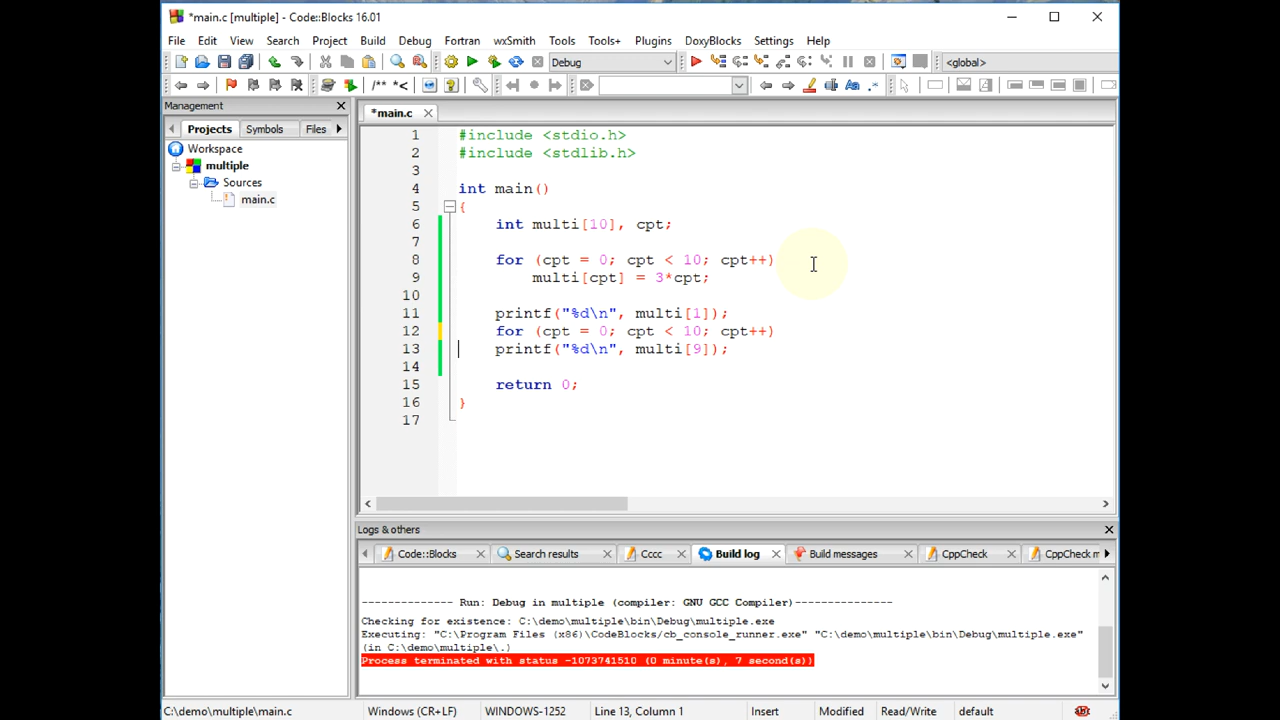 *main.c [multiple] - Code::Blocks 16.01
File Edit View Search Project Build Debug Fortran wxSmith Tools Tools+ Plugins DoxyBlocks Settings Help
Debug
<global>
/** *<
Management
Projects Symbols Files
*main.c
Workspace
multiple
Sources
main.c
1 #include <stdio.h>
2 #include <stdlib.h>
3
4 int main()
5 {
6 int multi[10], cpt;
7
8 for (cpt = 0; cpt < 10; cpt++)
9 multi[cpt] = 3*cpt;
10
11 printf("%d\n", multi[1]);
12 for (cpt = 0; cpt < 10; cpt++)
13 printf("%d\n", multi[9]);
14
15 return 0;
16 }
17
Logs & others
Code::Blocks Search results Cccc Build log Build messages CppCheck CppCheck m
-------------- Run: Debug in multiple (compiler: GNU GCC Compiler)---------------
Checking for existence: C:\demo\multiple\bin\Debug\multiple.exe
Executing: "C:\Program Files (x86)\CodeBlocks/cb_console_runner.exe" "C:\demo\multiple\bin\Debug\multiple.exe"
(in C:\demo\multiple\.)
Process terminated with status -1073741510 (0 minute(s), 7 second(s))
C:\demo\multiple\main.c Windows (CR+LF) WINDOWS-1252 Line 13, Column 1 Insert Modified Read/Write default